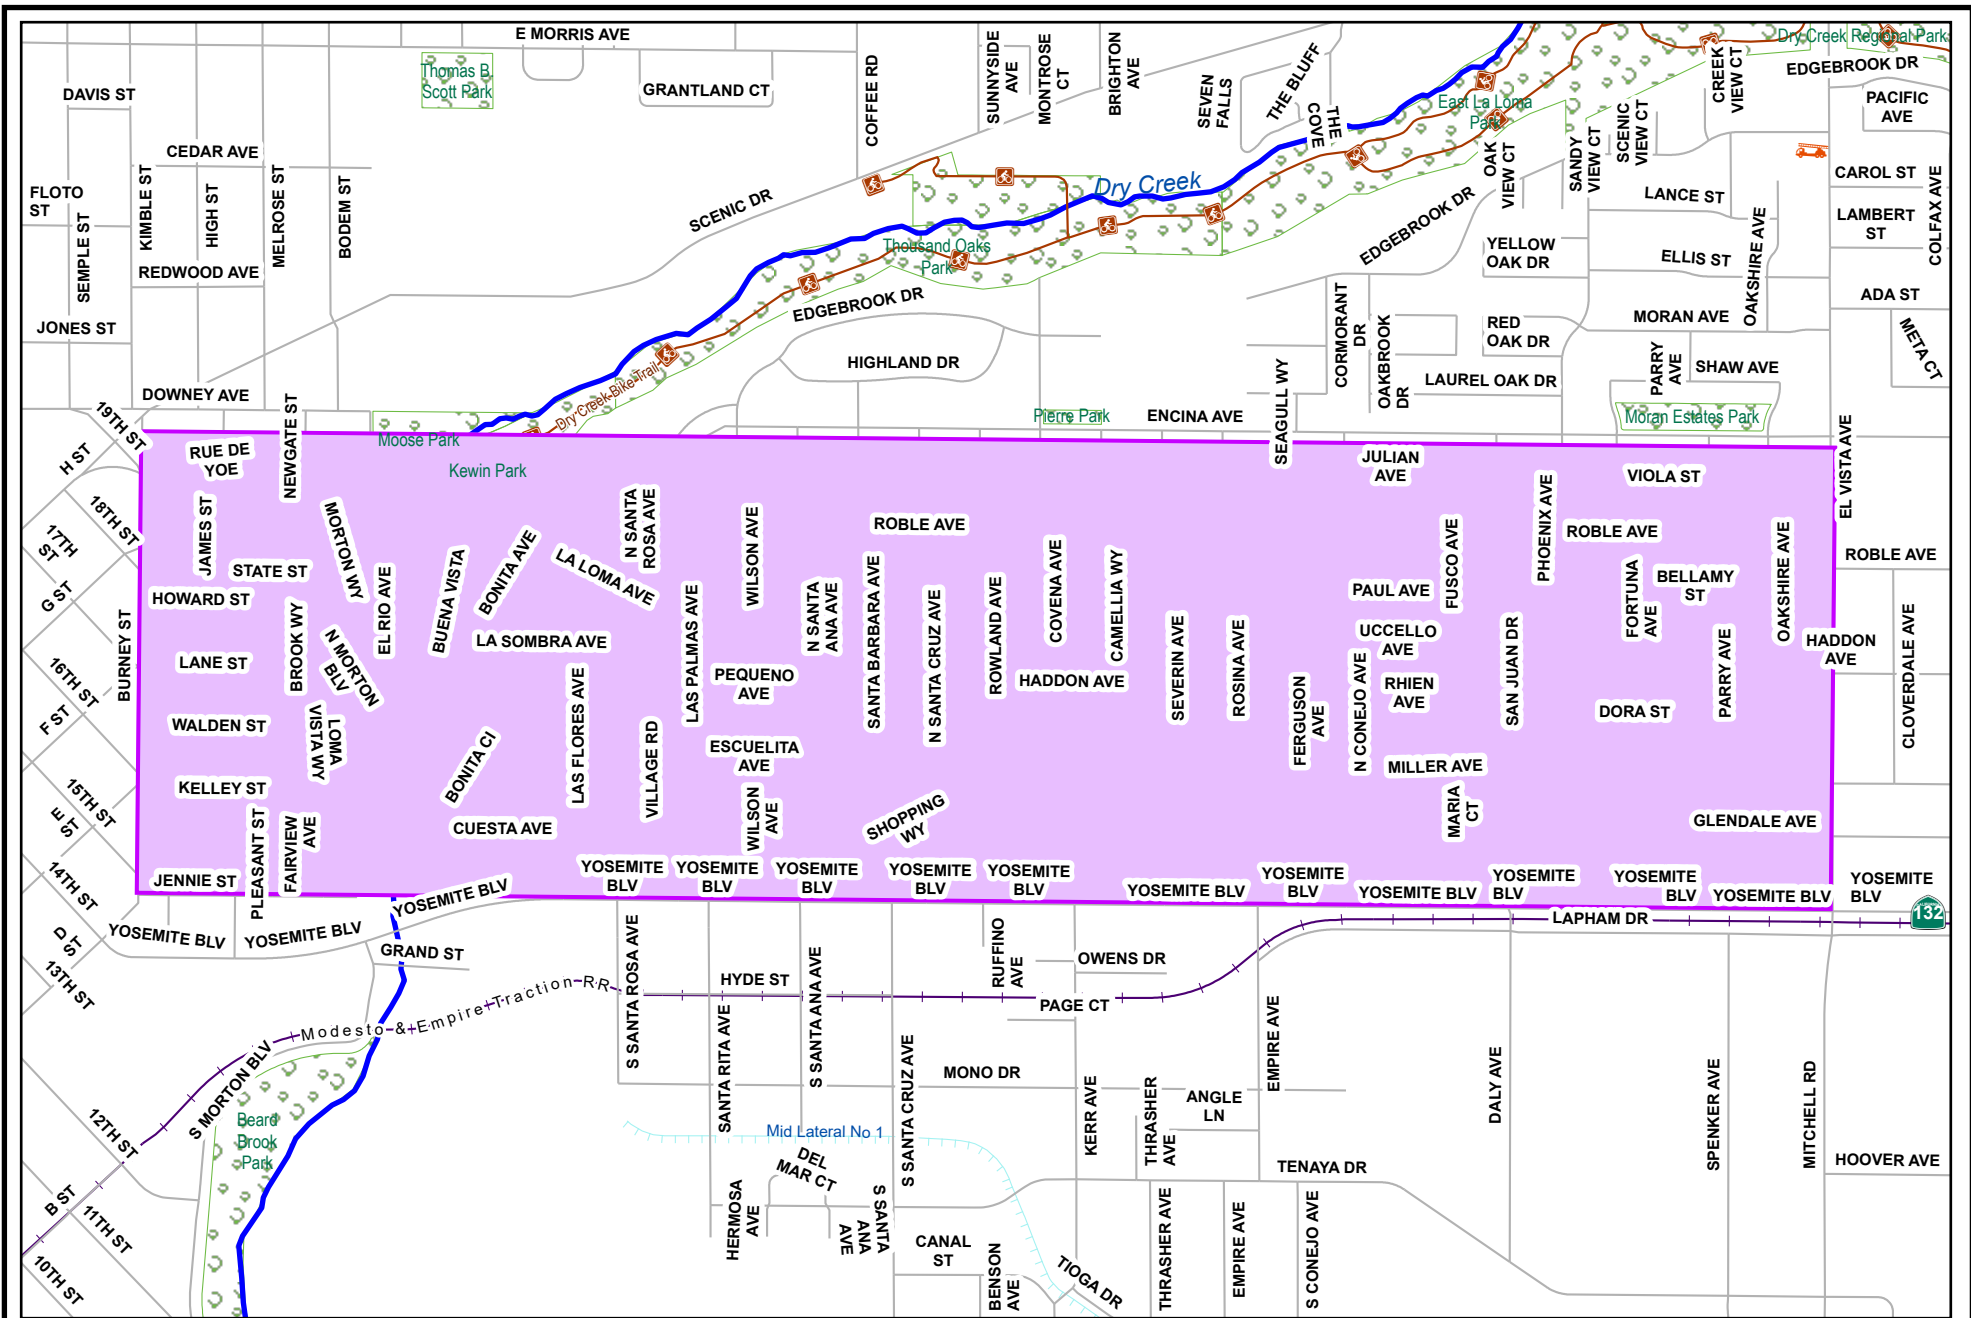 E MORRIS AVE
Thomas B.
Scott Park
GRANTLAND CT
COFFEE RD
SUNNYSIDE
AVE
MONTROSE
CT
BRIGHTON
AVE
SEVEN
FALLS
THE BLUFF
THE
COVE
East La Loma
Park
Dry Creek Regional Park
EDGEBROOK DR
CREEK
VIEW CT
PACIFIC
AVE
DAVIS ST
CEDAR AVE
FLOTO
ST
SEMPLE ST
KIMBLE ST
HIGH ST
MELROSE ST
BODEM ST
REDWOOD AVE
JONES ST
DOWNEY AVE
SCENIC DR
Dry Creek
Thousand Oaks
Park
EDGEBROOK DR
EDGEBROOK DR
OAK
VIEW CT
SANDY
VIEW CT
SCENIC
VIEW CT
LANCE ST
CAROL ST
LAMBERT
ST
COLFAX AVE
YELLOW
OAK DR
ELLIS ST
OAKSHIRE AVE
ADA ST
META CT
MORAN AVE
RED
OAK DR
CORMORANT
DR
OAKBROOK
DR
LAUREL OAK DR
PARRY
AVE
SHAW AVE
HIGHLAND DR
Dry Creek Bike Trail
Pierre Park
ENCINA AVE
SEAGULL WY
Moran Estates Park
EL VISTA AVE
19TH ST
H ST
18TH ST
17TH
ST
G ST
16TH ST
F ST
15TH ST
E
ST
14TH ST
D
ST
13TH ST
BURNEY ST
RUE DE
YOE
NEWGATE ST
Moose Park
Kewin Park
JAMES ST
MORTON WY
STATE ST
HOWARD ST
EL RIO AVE
BUENA VISTA
BONITA AVE
LA LOMA AVE
N SANTA
ROSA AVE
WILSON AVE
ROBLE AVE
JULIAN
AVE
VIOLA ST
PHOENIX AVE
ROBLE AVE
ROBLE AVE
FUSCO AVE
PAUL AVE
FORTUNA
AVE
BELLAMY
ST
OAKSHIRE AVE
BROOK WY
N MORTON
BLV
LA SOMBRA AVE
LAS PALMAS AVE
N SANTA
ANA AVE
SANTA BARBARA AVE
N SANTA CRUZ AVE
ROWLAND AVE
COVENA AVE
CAMELLIA WY
SEVERIN AVE
ROSINA AVE
UCCELLO
AVE
SAN JUAN DR
PARRY AVE
HADDON
AVE
CLOVERDALE AVE
LANE ST
PEQUENO
AVE
HADDON AVE
FERGUSON
AVE
N CONEJO AVE
RHIEN
AVE
DORA ST
WALDEN ST
LOMA
VISTA WY
BONITA CI
LAS FLORES AVE
VILLAGE RD
ESCUELITA
AVE
MILLER AVE
KELLEY ST
PLEASANT ST
FAIRVIEW
AVE
CUESTA AVE
WILSON
AVE
SHOPPING
WY
MARIA
CT
GLENDALE AVE
JENNIE ST
YOSEMITE BLV
YOSEMITE
BLV
YOSEMITE
BLV
YOSEMITE
BLV
YOSEMITE
BLV
YOSEMITE
BLV
YOSEMITE BLV
YOSEMITE
BLV
YOSEMITE BLV
YOSEMITE
BLV
YOSEMITE
BLV
YOSEMITE BLV
YOSEMITE
BLV
132
YOSEMITE BLV
YOSEMITE BLV
GRAND ST
LAPHAM DR
S SANTA ROSA AVE
HYDE ST
S SANTA ANA AVE
RUFFINO
AVE
OWENS DR
PAGE CT
Modesto & Empire Traction RR
EMPIRE AVE
SANTA RITA AVE
S SANTA CRUZ AVE
MONO DR
KERR AVE
THRASHER
AVE
ANGLE
LN
DALY AVE
SPENKER AVE
MITCHELL RD
S MORTON BLV
Beard
Brook
Park
12TH ST
B ST
11TH ST
10TH ST
Mid Lateral No 1
DEL
MAR CT
HERMOSA
AVE
S SANTA
ANA
AVE
CANAL
ST
BENSON
AVE
TIOGA DR
TENAYA DR
THRASHER AVE
EMPIRE AVE
S CONEJO AVE
HOOVER AVE